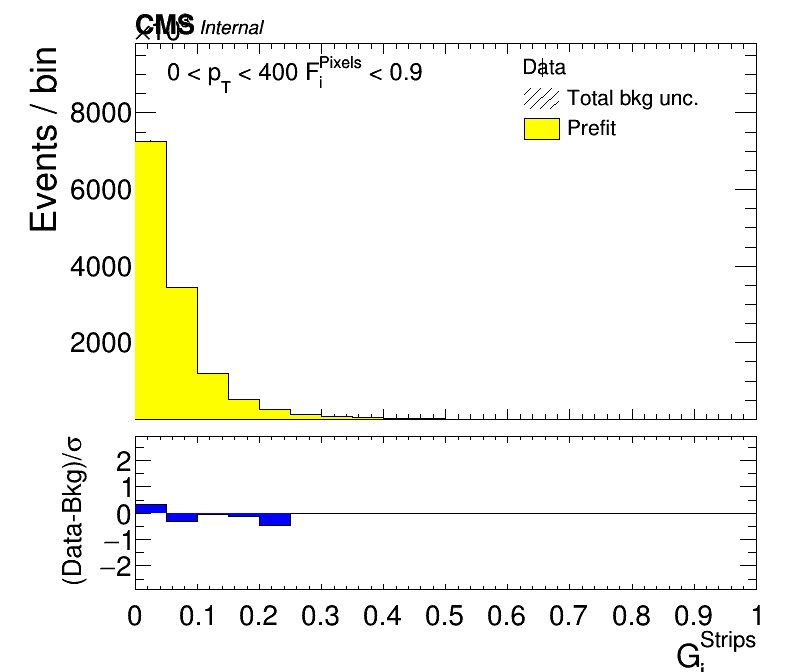 CMS Internal
×10³
Events / bin
0 < p_T < 400 F_i^Pixels < 0.9
Data
Total bkg unc.
Prefit
8000
6000
4000
2000
(Data-Bkg)/σ
2
1
0
−1
−2
0 0.1 0.2 0.3 0.4 0.5 0.6 0.7 0.8 0.9 1
G_i^Strips